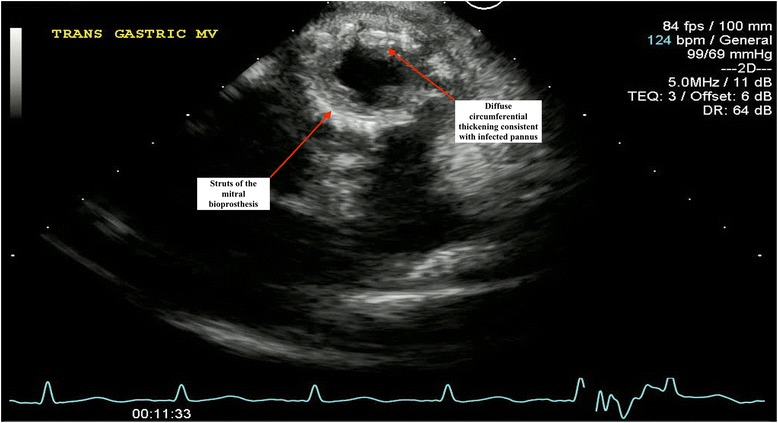 TRANS GASTRIC MV
84 fps / 100 mm
124 bpm / General
99/69 mmHg
---2D---
5.0MHz / 11 dB
TEQ: 3 / Offset: 6 dB
DR: 64 dB
Diffuse
circumferential
thickening consistent
with infected pannus
Struts of the
mitral
bioprosthesis
00:11:33